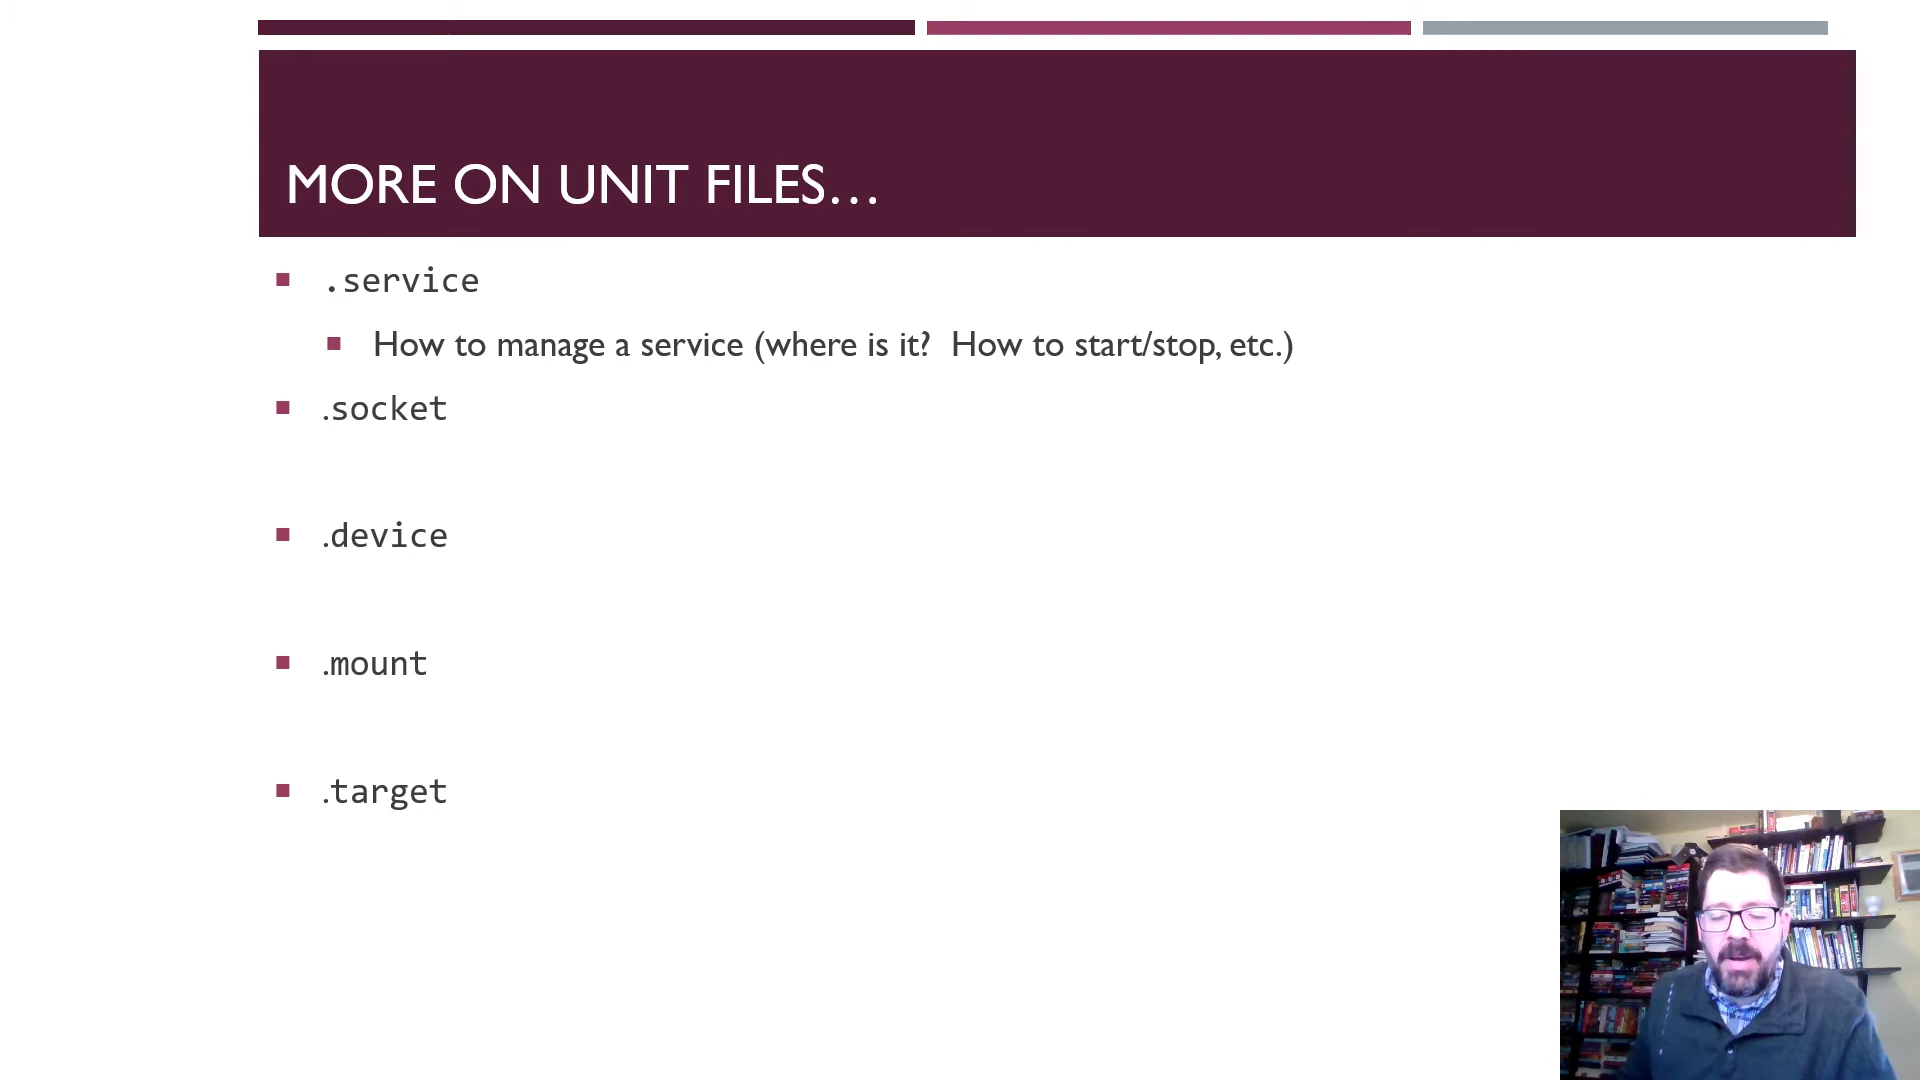 MORE ON UNIT FILES…
.service
How to manage a service (where is it?  How to start/stop, etc.)
.socket
.device
.mount
.target